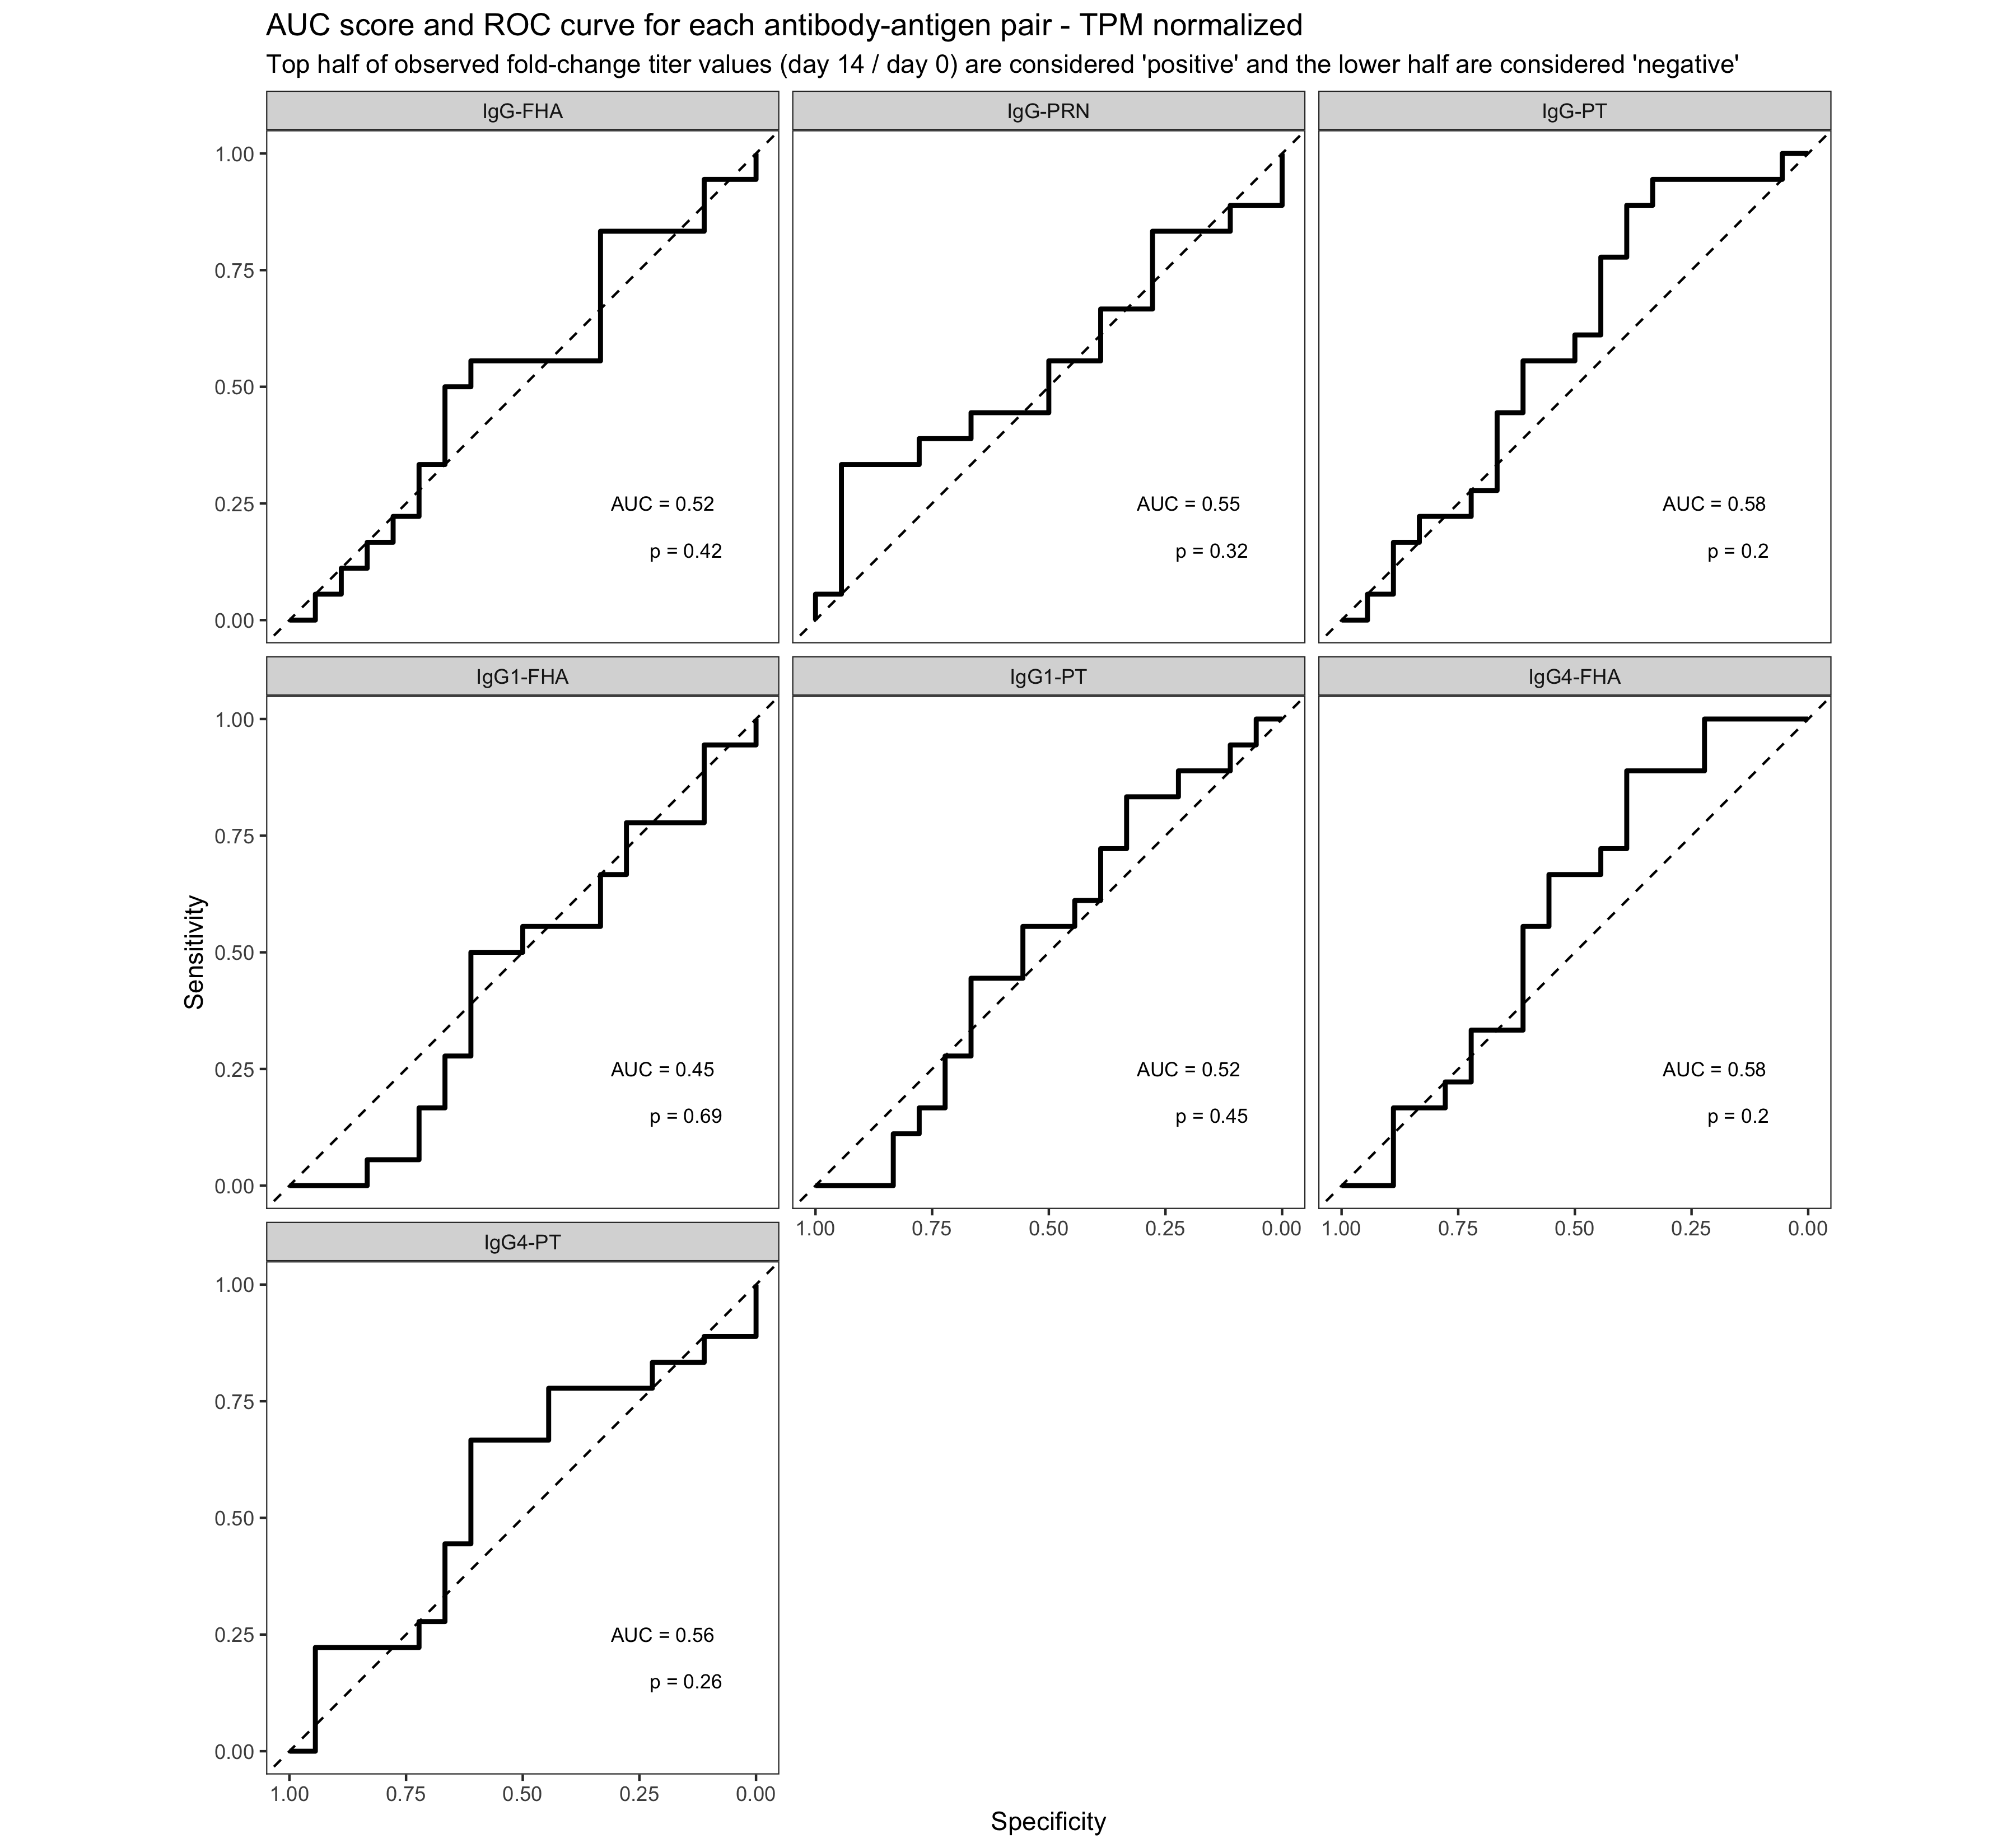 AUC score and ROC curve for each antibody-antigen pair - TPM normalized
Top half of observed fold-change titer values (day 14 / day 0) are considered 'positive' and the lower half are considered 'negative'
IgG-FHA
IgG-PRN
IgG-PT
1.00
0.75
0.50
0.25
0.00
AUC = 0.52
p = 0.42
AUC = 0.55
p = 0.32
AUC = 0.58
p = 0.2
IgG1-FHA
IgG1-PT
IgG4-FHA
Sensitivity
1.00
0.75
0.50
0.25
0.00
AUC = 0.45
p = 0.69
AUC = 0.52
p = 0.45
AUC = 0.58
p = 0.2
1.00 0.75 0.50 0.25 0.00
1.00 0.75 0.50 0.25 0.00
IgG4-PT
1.00
0.75
0.50
0.25
0.00
AUC = 0.56
p = 0.26
1.00 0.75 0.50 0.25 0.00
Specificity